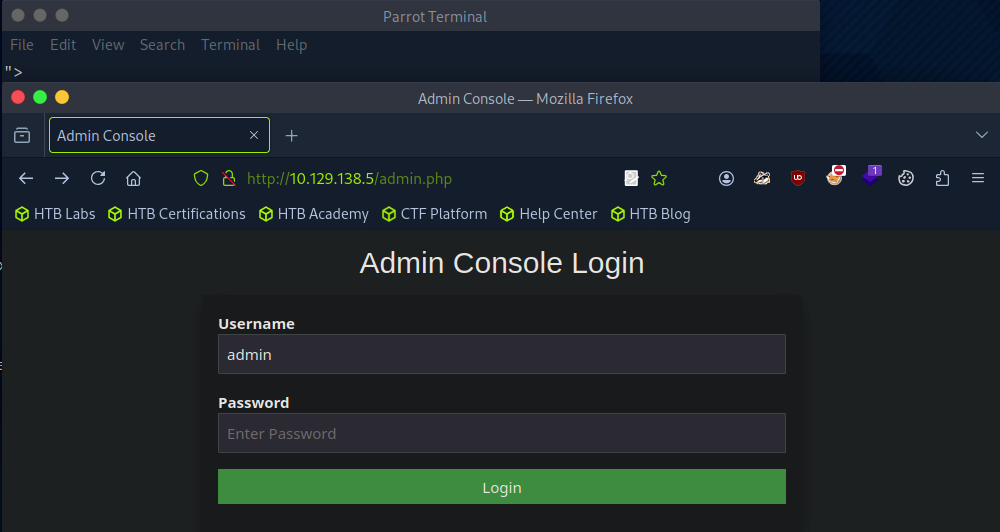 Parrot Terminal
File Edit View Search Terminal Help
">
Admin Console — Mozilla Firefox
Admin Console
http://10.129.138.5/admin.php
1
HTB Labs HTB Certifications HTB Academy CTF Platform Help Center HTB Blog
Admin Console Login
Username
admin
Password
Enter Password
Login